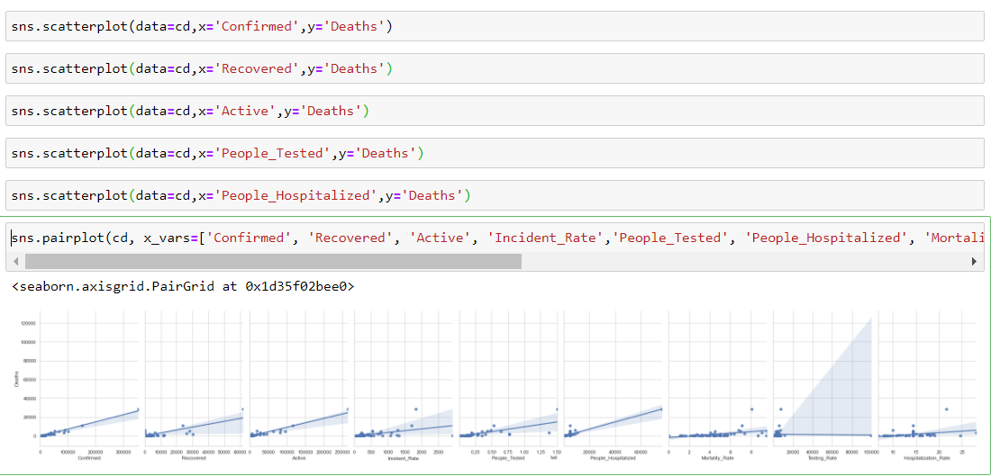 sns.scatterplot(data=cd,x='Confirmed',y='Deaths')
sns.scatterplot(data=cd,x='Recovered',y='Deaths')
sns.scatterplot(data=cd,x='Active',y='Deaths')
sns.scatterplot(data=cd,x='People_Tested',y='Deaths')
sns.scatterplot(data=cd,x='People_Hospitalized',y='Deaths')
sns.pairplot(cd, x_vars=['Confirmed', 'Recovered', 'Active', 'Incident_Rate','People_Tested', 'People_Hospitalized', 'Mortali
<seaborn.axisgrid.PairGrid at 0x1d35f02bee0>
120000
100000
80000
60000
40000
20000
0
Deaths
0 100000 200000 300000
Confirmed
0 10000 20000 30000 40000 50000 60000
Recovered
0 50000 100000 150000 200000 250000
Active
0 500 1000 1500 2000 2500
Incident_Rate
0.25 0.50 0.75 1.00 1.25 1.50
People_Tested
0 20000 40000 60000
People_Hospitalized
0 2 4 6 8
Mortality_Rate
20000 40000 60000 80000 100000
Testing_Rate
10 15 20 25
Hospitalization_Rate